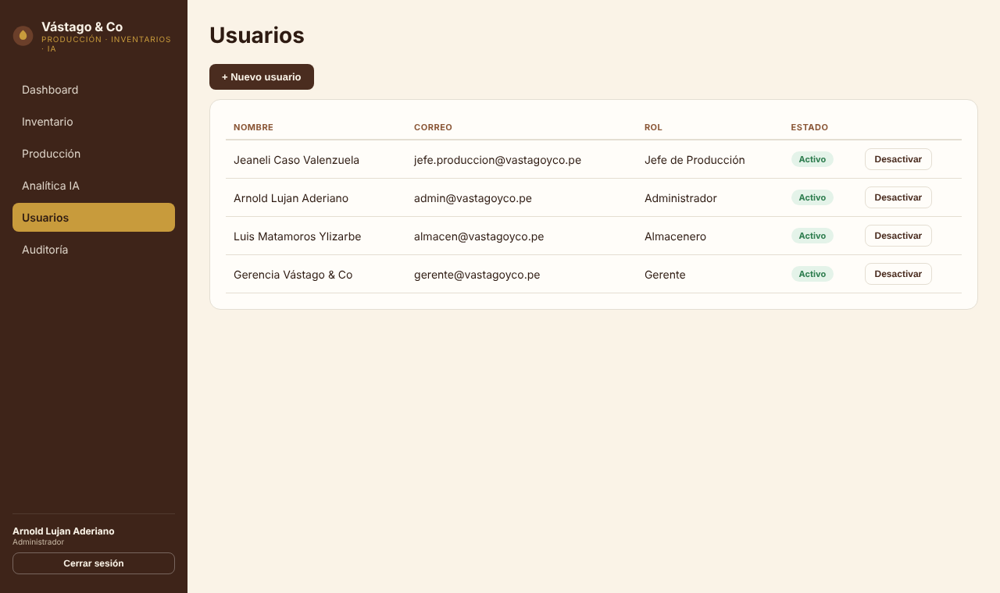 Vástago & Co
PRODUCCIÓN · INVENTARIOS
· IA
Dashboard
Inventario
Producción
Analítica IA
Usuarios
Auditoría
Arnold Lujan Aderiano
Administrador
Cerrar sesión
Usuarios
+ Nuevo usuario
NOMBRE CORREO ROL ESTADO
Jeaneli Caso Valenzuela jefe.produccion@vastagoyco.pe Jefe de Producción Activo Desactivar
Arnold Lujan Aderiano admin@vastagoyco.pe Administrador Activo Desactivar
Luis Matamoros Ylizarbe almacen@vastagoyco.pe Almacenero Activo Desactivar
Gerencia Vástago & Co gerente@vastagoyco.pe Gerente Activo Desactivar